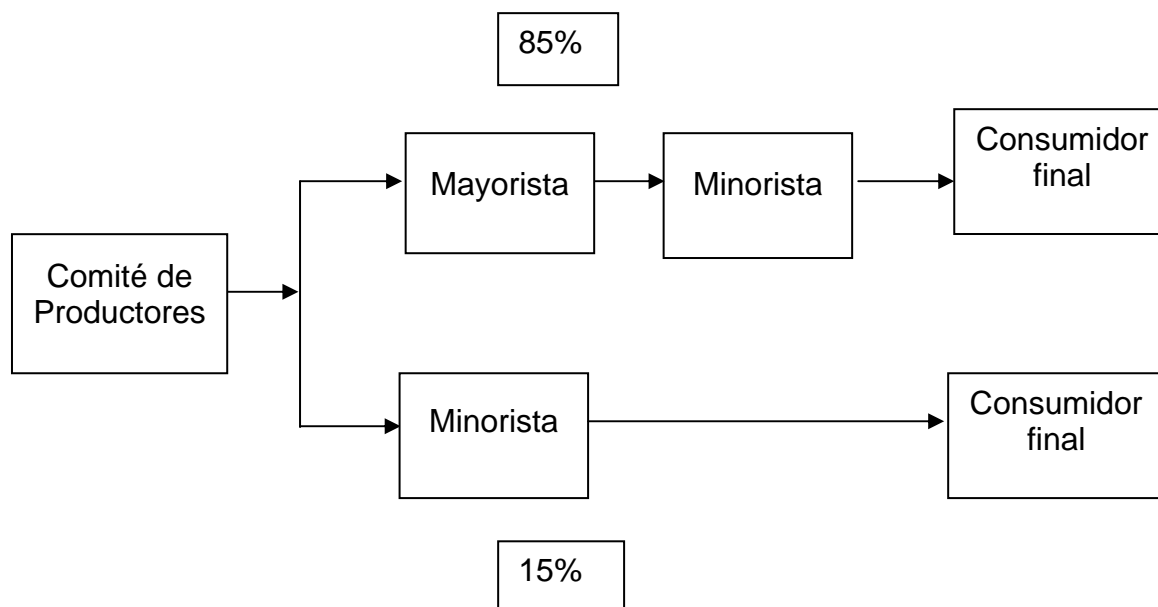 85%
Mayorista
Minorista
Consumidor
final
Comité de
Productores
Minorista
Consumidor
final
15%